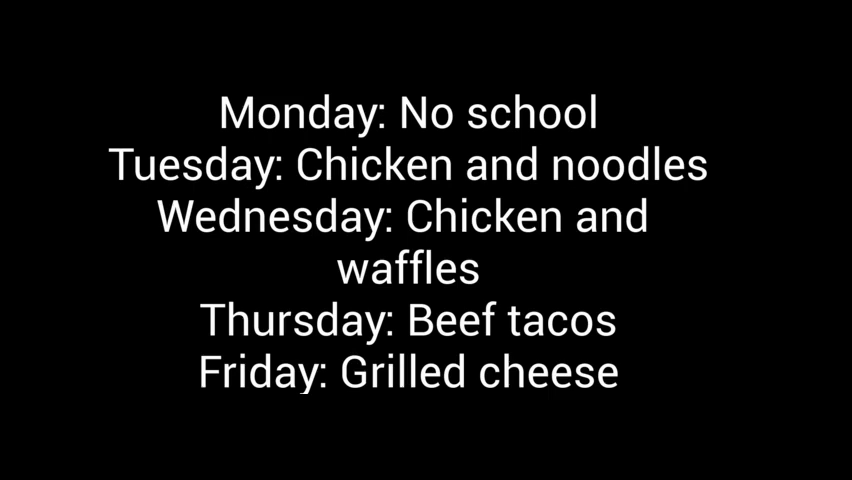 Monday: No school
Tuesday: Chicken and noodles
Wednesday: Chicken and
waffles
Thursday: Beef tacos
Friday: Grilled cheese